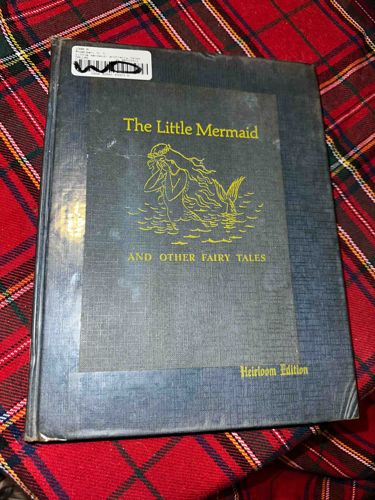 The Little Mermaid
AND OTHER FAIRY TALES
Heirloom Edition